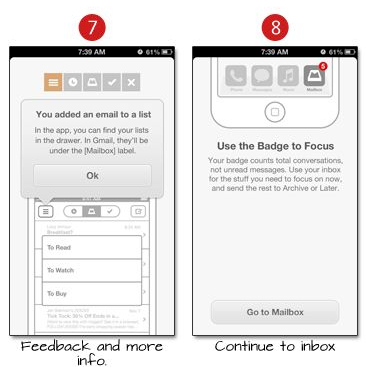 7
7:39 AM 61%
You added an email to a list
In the app, you can find your lists
in the drawer. In Gmail, they'll be
under the [Mailbox] label.
Ok
Breakfast?
To Read
To Watch
To Buy
Feedback and more
info.
8
7:39 AM 61%
5
Phone Messages Music Mailbox
Use the Badge to Focus
Your badge counts total conversations,
not unread messages. Use your inbox
for the stuff you need to focus on now,
and send the rest to Archive or Later.
Go to Mailbox
Continue to inbox